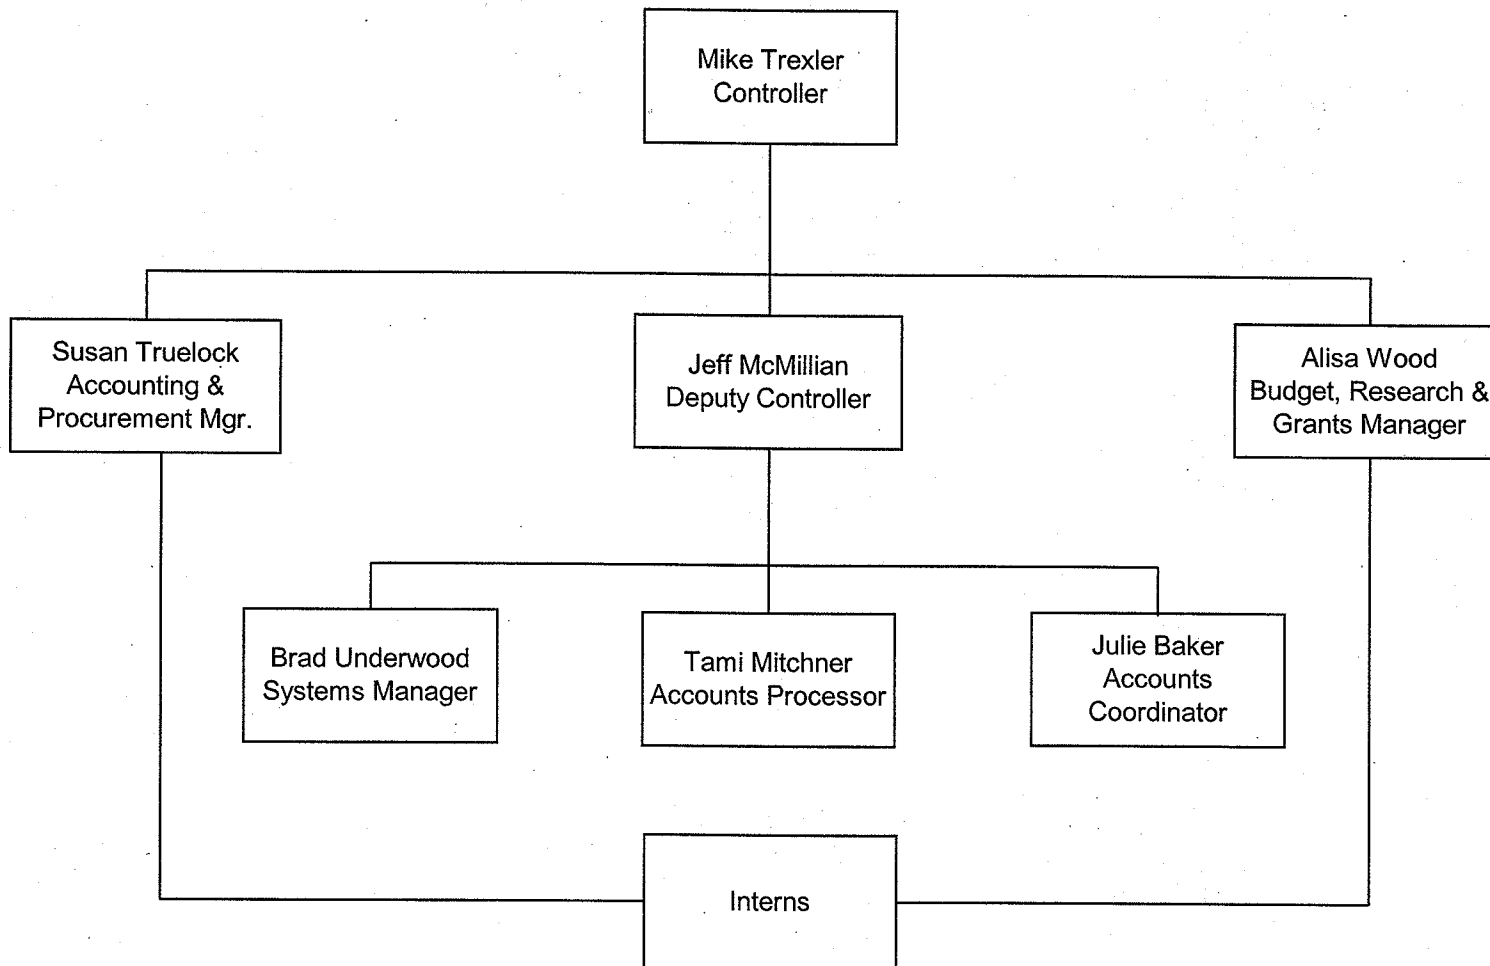 Mike Trexler
Controller
Susan Truelock
Accounting &
Procurement Mgr.
Jeff McMillian
Deputy Controller
Alisa Wood
Budget, Research &
Grants Manager
Brad Underwood
Systems Manager
Tami Mitchner
Accounts Processor
Julie Baker
Accounts
Coordinator
Interns